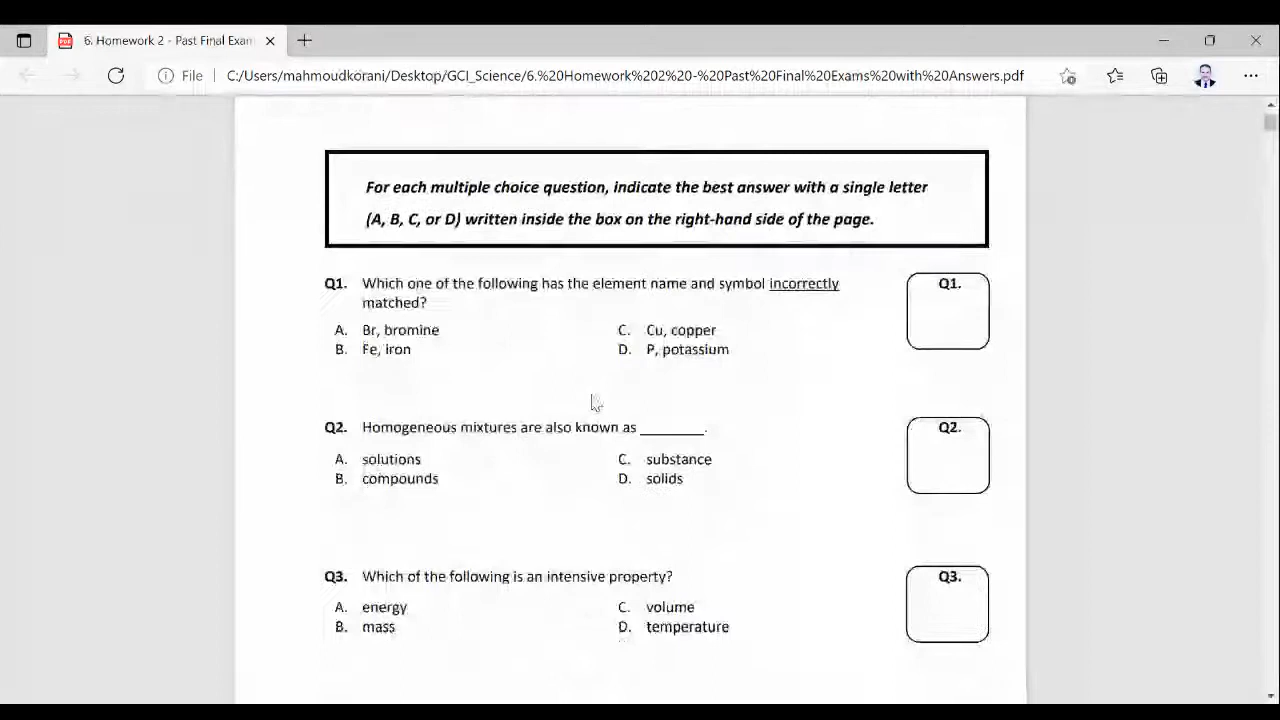 6. Homework 2 - Past Final Exam
File
C:/Users/mahmoudkorani/Desktop/GCI_Science/6.%20Homework%202%20-%20Past%20Final%20Exams%20with%20Answers.pdf
For each multiple choice question, indicate the best answer with a single letter
(A, B, C, or D) written inside the box on the right-hand side of the page.
Q1. Which one of the following has the element name and symbol incorrectly
matched?
Q1.
A. Br, bromine
B. Fe, iron
C. Cu, copper
D. P, potassium
Q2. Homogeneous mixtures are also known as ________.
Q2.
A. solutions
B. compounds
C. substance
D. solids
Q3. Which of the following is an intensive property?
Q3.
A. energy
B. mass
C. volume
D. temperature